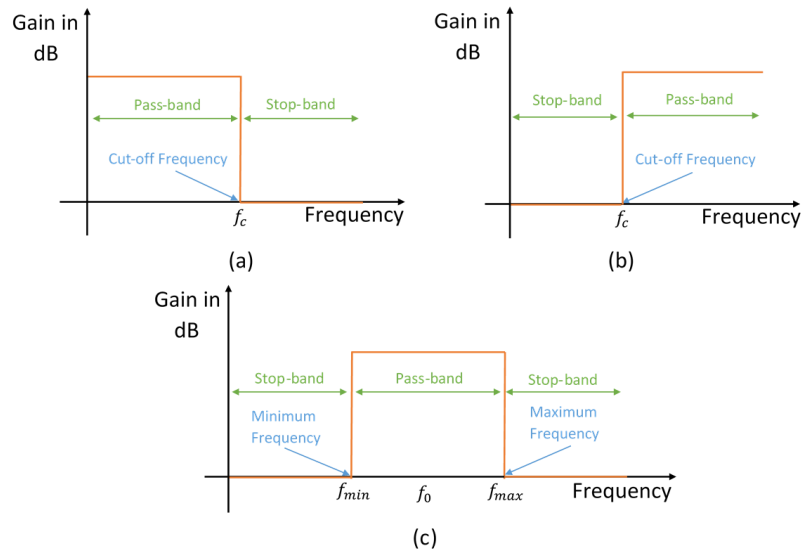 Gain in
dB
Pass-band
Stop-band
Cut-off Frequency
f_c
Frequency
(a)
Gain in
dB
Stop-band
Pass-band
Cut-off Frequency
f_c
Frequency
(b)
Gain in
dB
Stop-band
Pass-band
Stop-band
Minimum
Frequency
Maximum
Frequency
f_min
f_0
f_max
Frequency
(c)